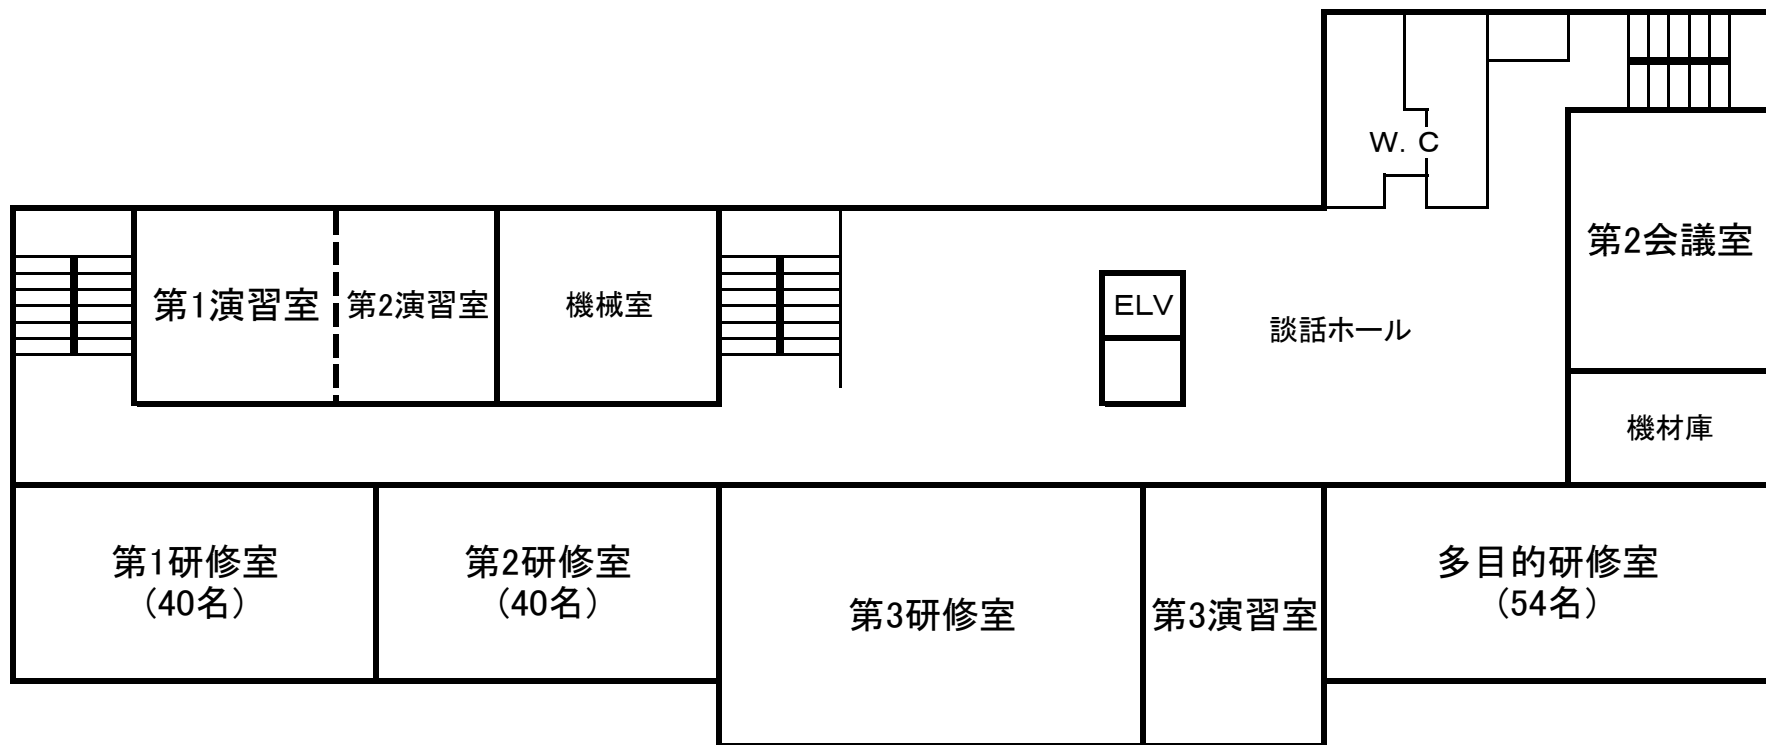 W. C
第2会議室
第1演習室
第2演習室
機械室
ELV
談話ホール
機材庫
第1研修室
（40名）
第2研修室
（40名）
第3研修室
第3演習室
多目的研修室
（54名）